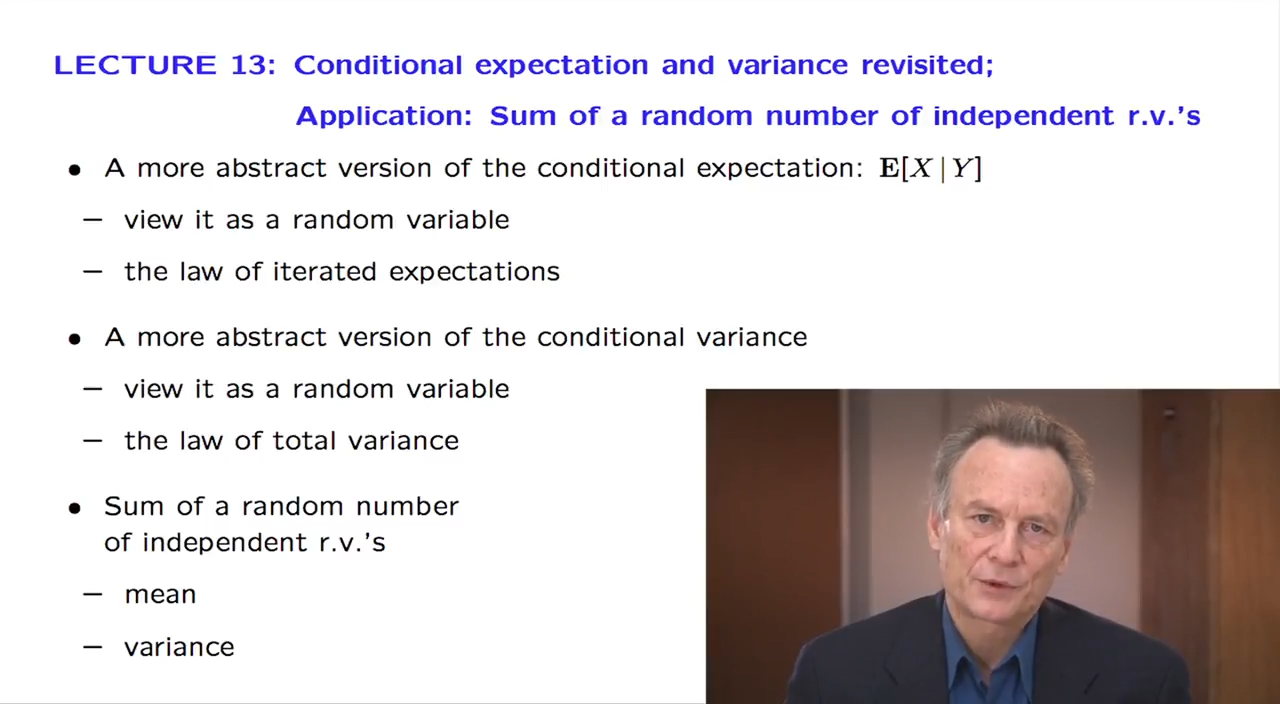 LECTURE 13: Conditional expectation and variance revisited;
Application: Sum of a random number of independent r.v.'s
• A more abstract version of the conditional expectation: E[X | Y]
– view it as a random variable
– the law of iterated expectations
• A more abstract version of the conditional variance
– view it as a random variable
– the law of total variance
• Sum of a random number
of independent r.v.'s
– mean
– variance